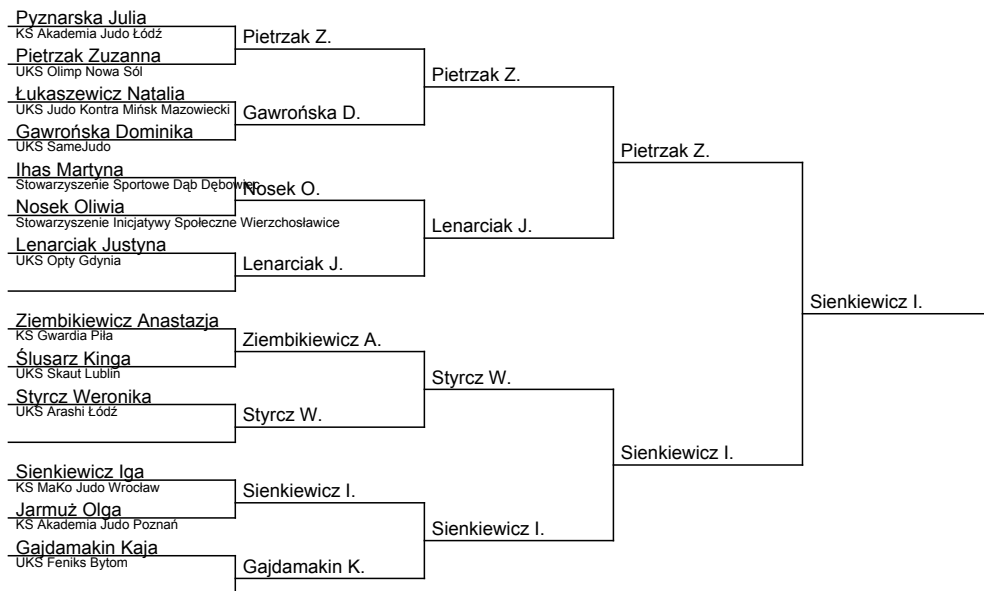 Pyznarska Julia
KS Akademia Judo Łódź
Pietrzak Z.
Pietrzak Zuzanna
UKS Olimp Nowa Sól
Pietrzak Z.
Łukaszewicz Natalia
UKS Judo Kontra Mińsk Mazowiecki
Gawrońska D.
Gawrońska Dominika
UKS SameJudo
Pietrzak Z.
Ihas Martyna
Stowarzyszenie Sportowe Dąb Dębowiec
Nosek O.
Nosek Oliwia
Stowarzyszenie Inicjatywy Społeczne Wierzchosławice
Lenarciak J.
Lenarciak Justyna
UKS Opty Gdynia
Lenarciak J.
Sienkiewicz I.
Ziembikiewicz Anastazja
KS Gwardia Piła
Ziembikiewicz A.
Ślusarz Kinga
UKS Skaut Lublin
Styrcz W.
Styrcz Weronika
UKS Arashi Łódź
Styrcz W.
Sienkiewicz I.
Sienkiewicz Iga
KS MaKo Judo Wrocław
Sienkiewicz I.
Jarmuż Olga
KS Akademia Judo Poznań
Sienkiewicz I.
Gajdamakin Kaja
UKS Feniks Bytom
Gajdamakin K.